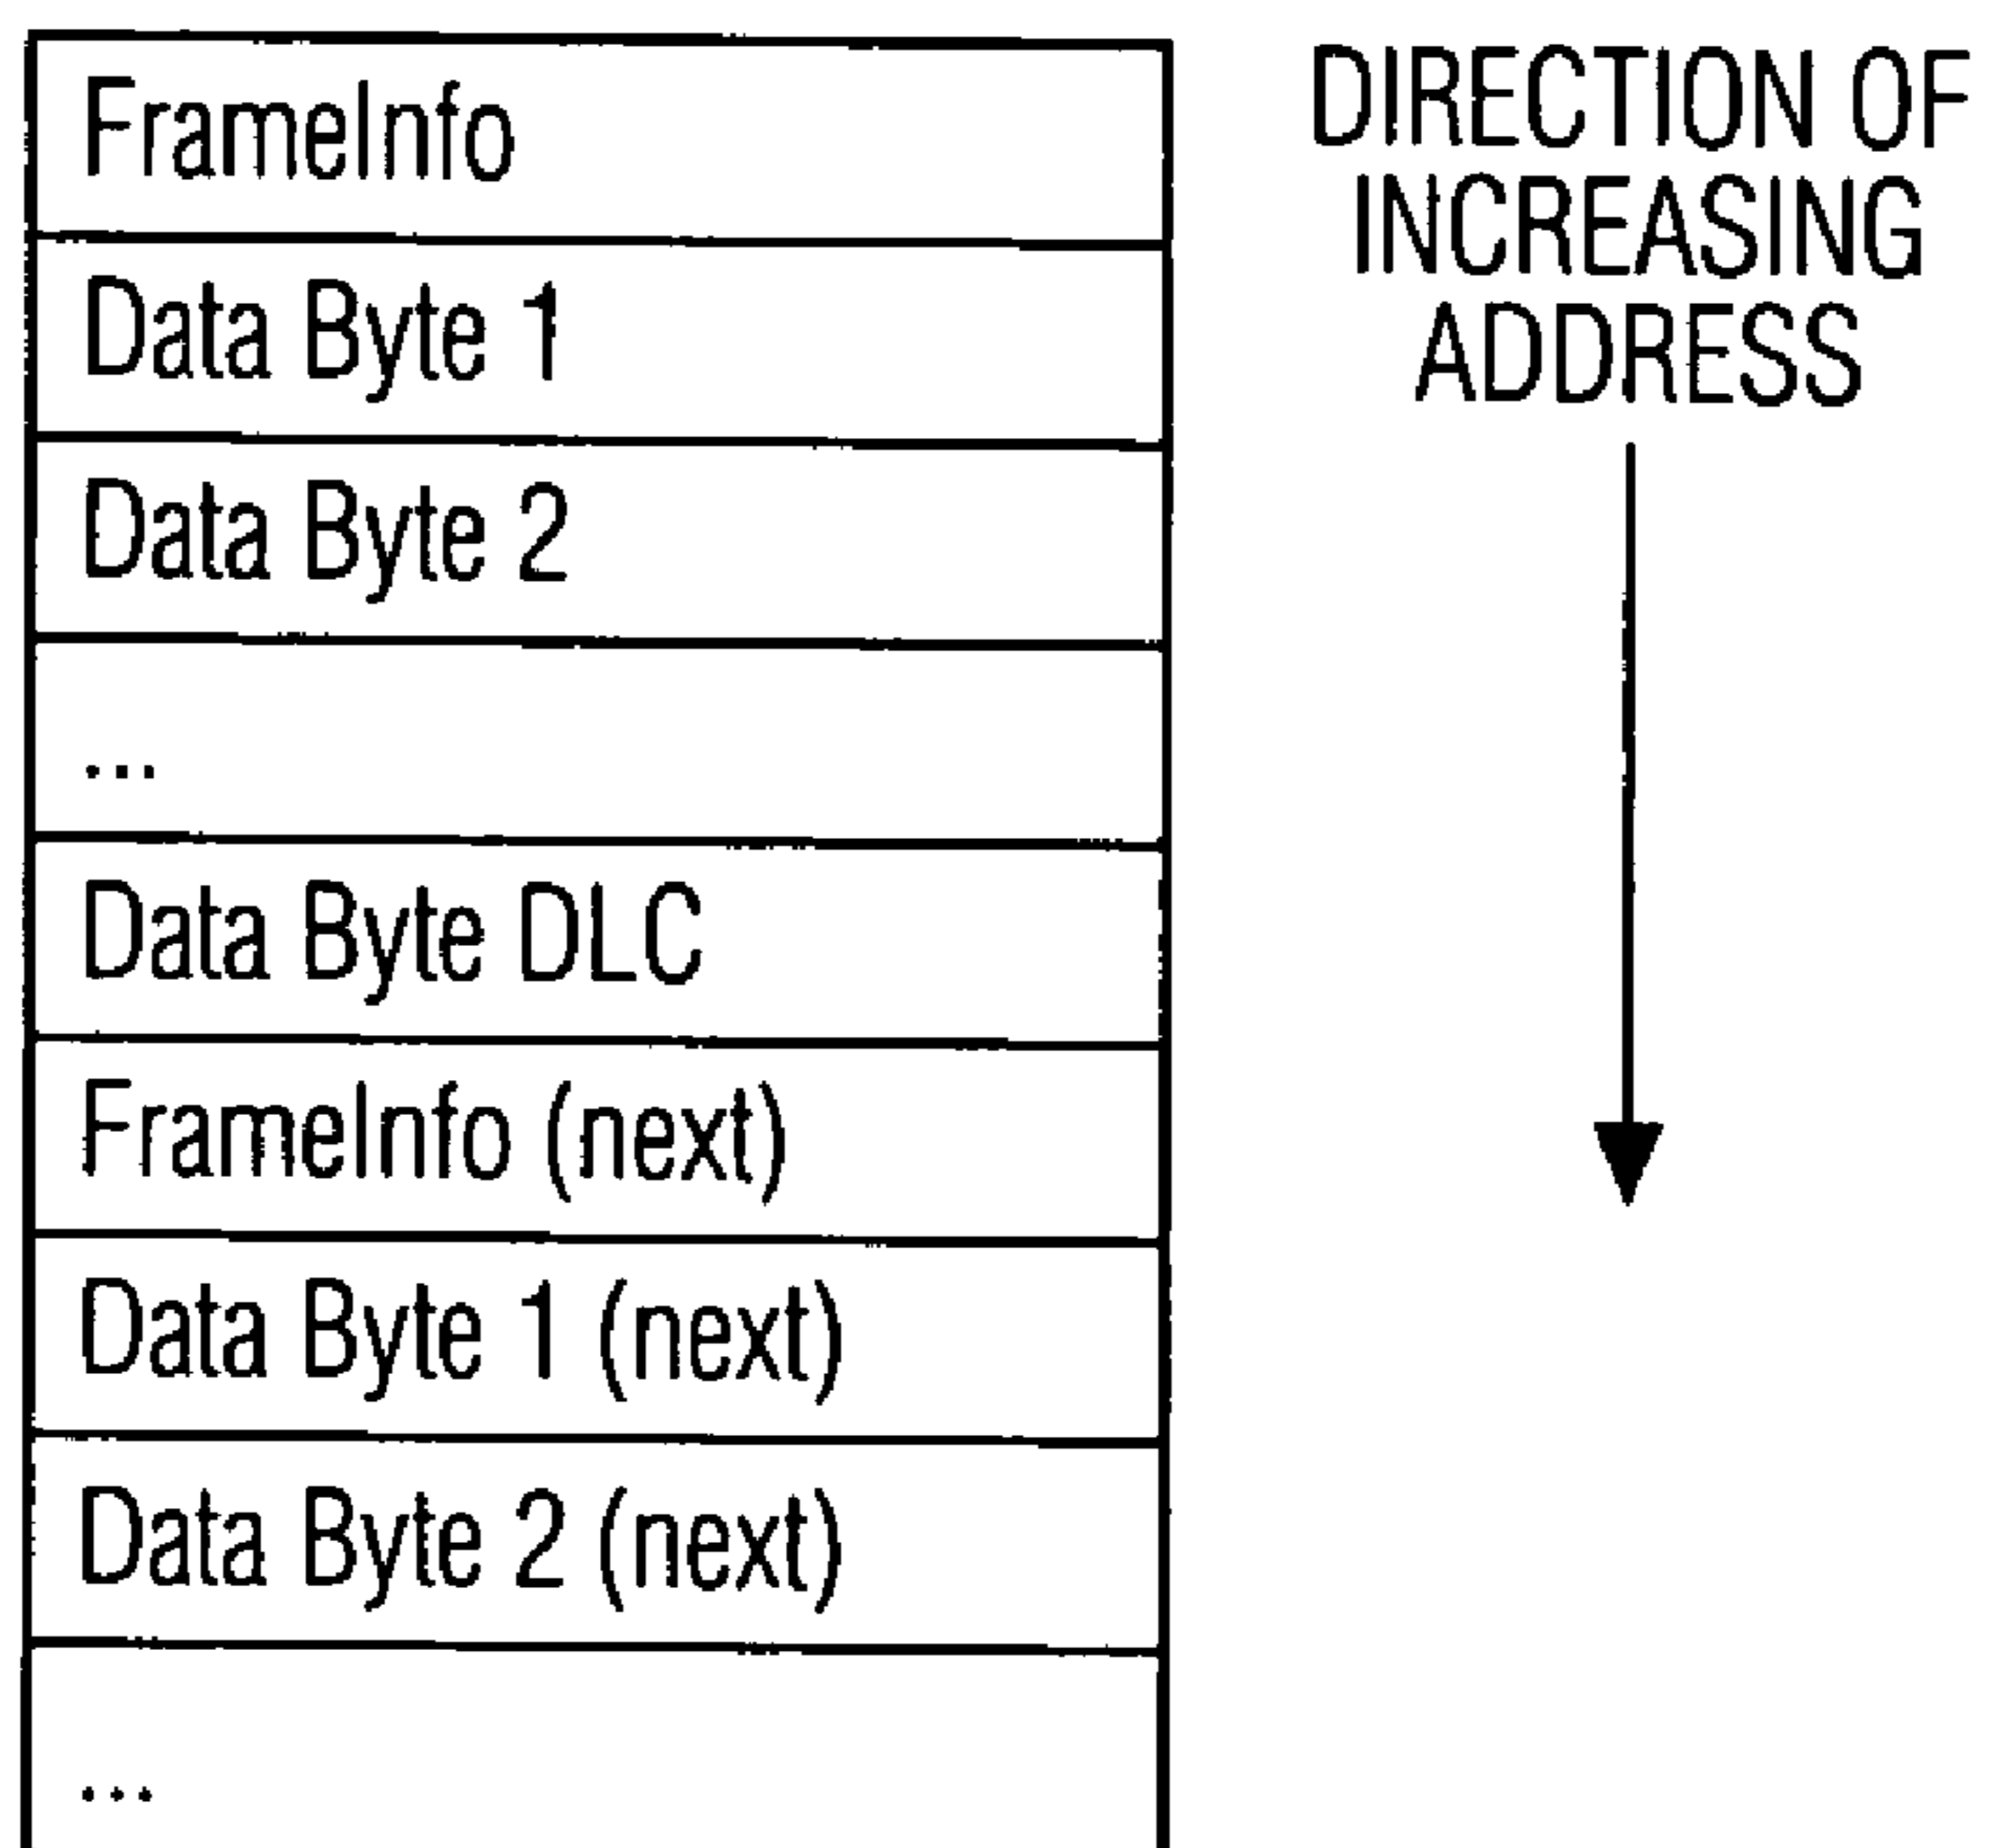 FrameInfo
Data Byte 1
Data Byte 2
...
Data Byte DLC
FrameInfo (next)
Data Byte 1 (next)
Data Byte 2 (next)
...
DIRECTION OF
INCREASING
ADDRESS